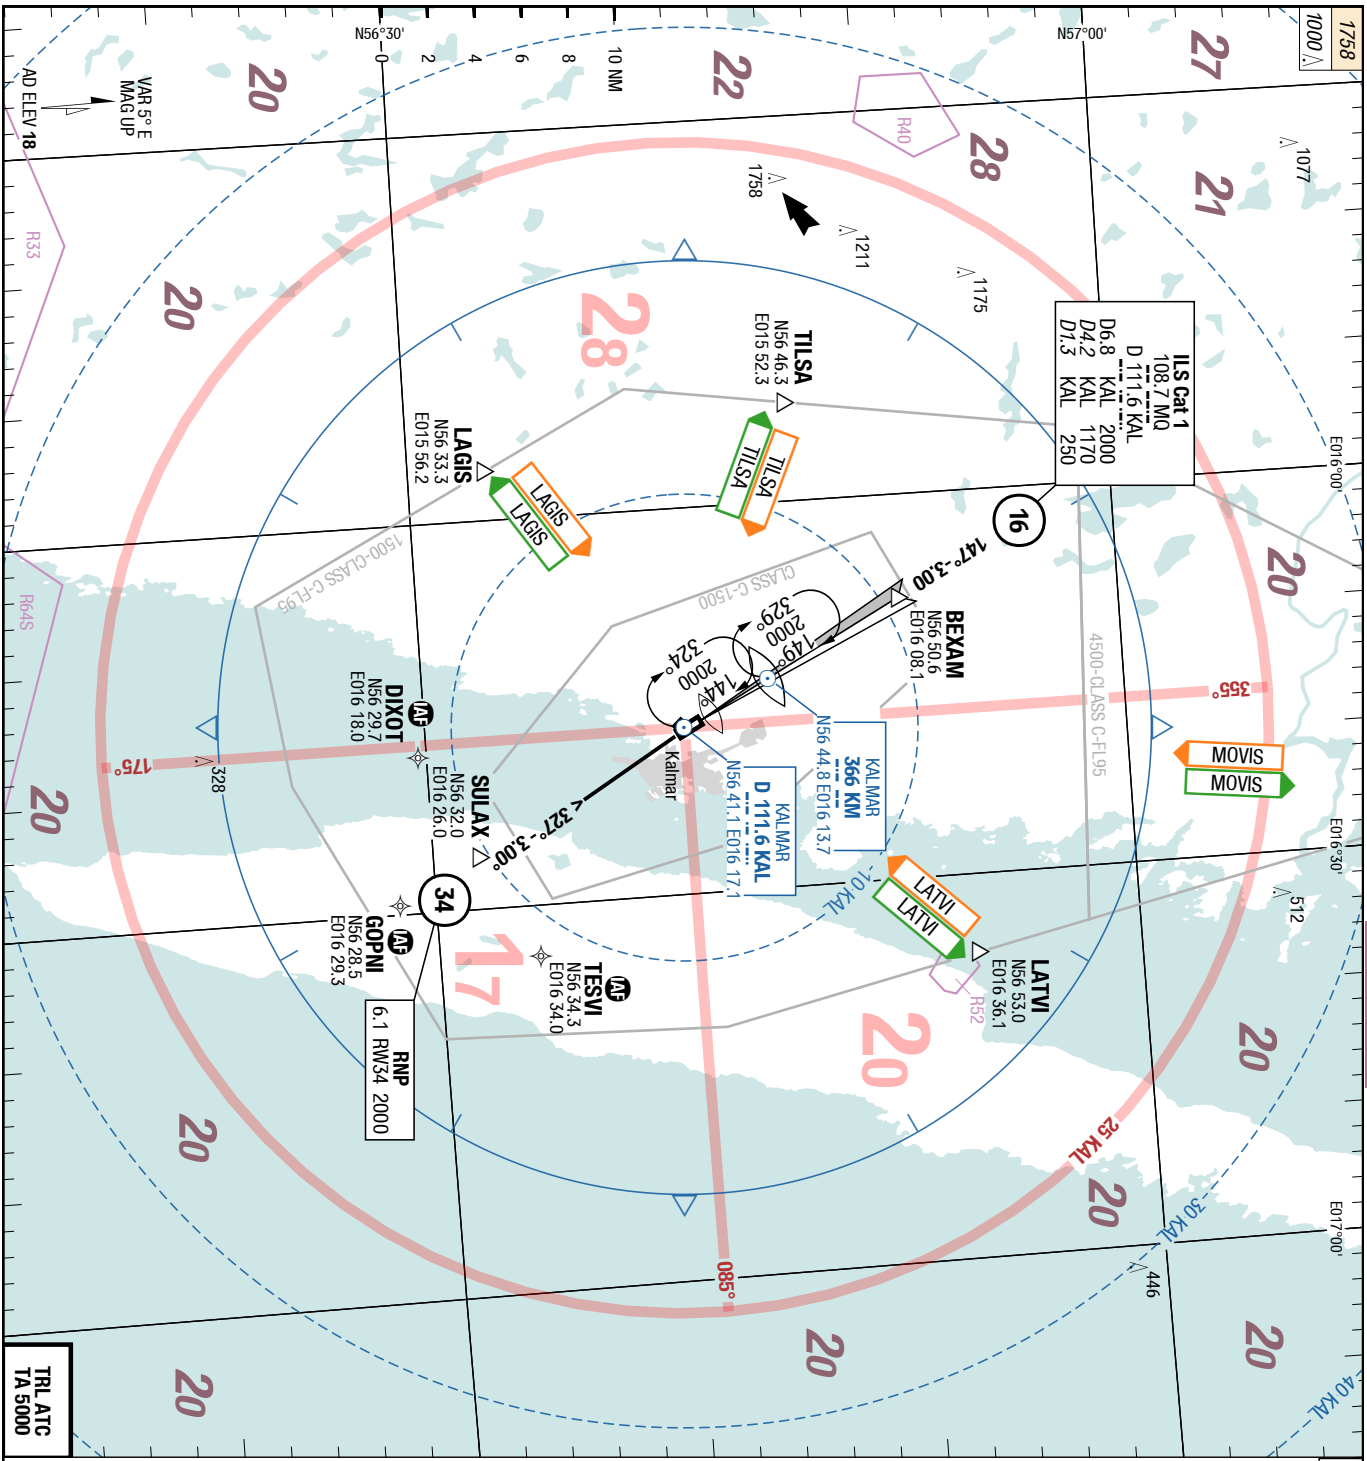 1758
1000
1077
27
21
28
22
20
R40
1758
1211
1175
N57°00'
N56°30'
0
2
4
6
8
10 NM
VAR 5° E
MAG UP
AD ELEV 18
R33
20
28
E016°00'
ILS Cat 1
108.7 MQ
D 111.6 KAL
D6.8 KAL 2000
D4.2 KAL 1170
D1.3 KAL 250
16
TILSA
N56 46.3
E015 52.3
TILSA
TILSA
LAGIS
N56 33.3
E015 56.2
LAGIS
LAGIS
1500-CLASS C-FL95
CLASS C-1500
4500-CLASS C-FL95
R64S
20
147°-3.00
BEXAM
N56 50.6
E016 08.1
149°
2000
329°
144°
2000
324°
355°
MOVIS
MOVIS
KALMAR
366 KM
N56 44.8 E016 13.7
KALMAR
D 111.6 KAL
N56 41.1 E016 17.1
Kalmar
IAF
DIXOT
N56 29.7
E016 18.0
175°
328
20
SULAX
N56 32.0
E016 26.0
< 327°-3.00°
E016°30'
512
10 KAL
LATVI
LATVI
LATVI
N56 53.0
E016 36.1
R52
34
IAF
GOPNI
N56 28.5
E016 29.3
17
IAF
TESVI
N56 34.3
E016 34.0
RNP
6.1 RW34 2000
20
20
20
25 KAL
20
30 KAL
E017°00'
446
085°
20
20
20
40 KAL
TRL ATC
TA 5000